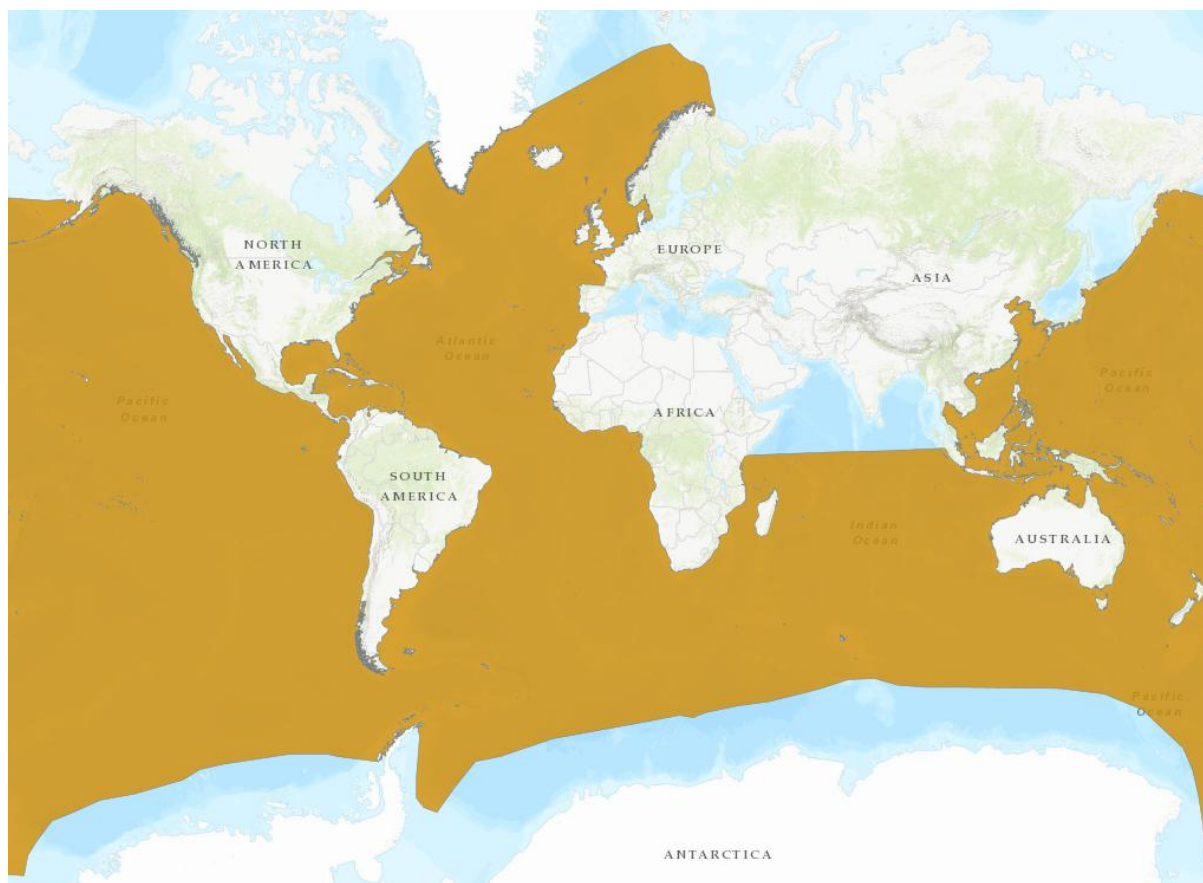 NORTH
AMERICA
EUROPE
ASIA
Atlantic
Ocean
Pacific
Ocean
Pacific
Ocean
AFRICA
SOUTH
AMERICA
Indian
Ocean
AUSTRALIA
Pacific
Ocean
ANTARCTICA